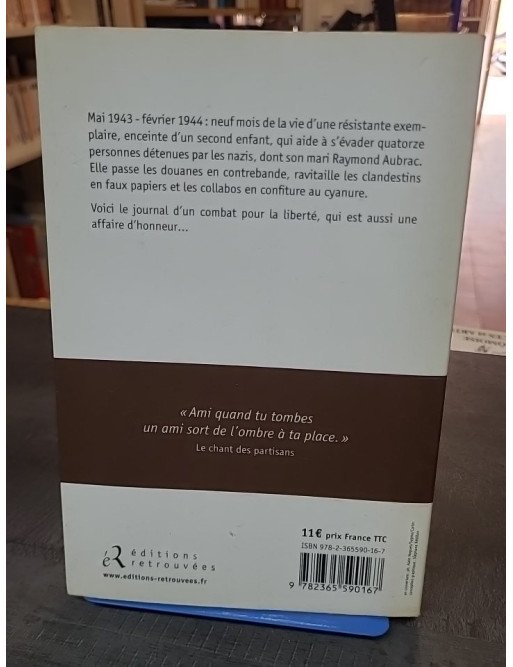 Mai 1943 - février 1944 : neuf mois de la vie d'une résistante exem-
plaire, enceinte d'un second enfant, qui aide à s'évader quatorze
personnes détenues par les nazis, dont son mari Raymond Aubrac.
Elle passe les douanes en contrebande, ravitaille les clandestins
en faux papiers et les collabos en confiture au cyanure.
Voici le journal d'un combat pour la liberté, qui est aussi une
affaire d'honneur...
« Ami quand tu tombes
un ami sort de l'ombre à ta place. »
Le chant des partisans
11€ prix France TTC
ISBN 978-2-365590-16-7
éR éditions
retrouvées
www.editions-retrouvees.fr
9 782365 590167